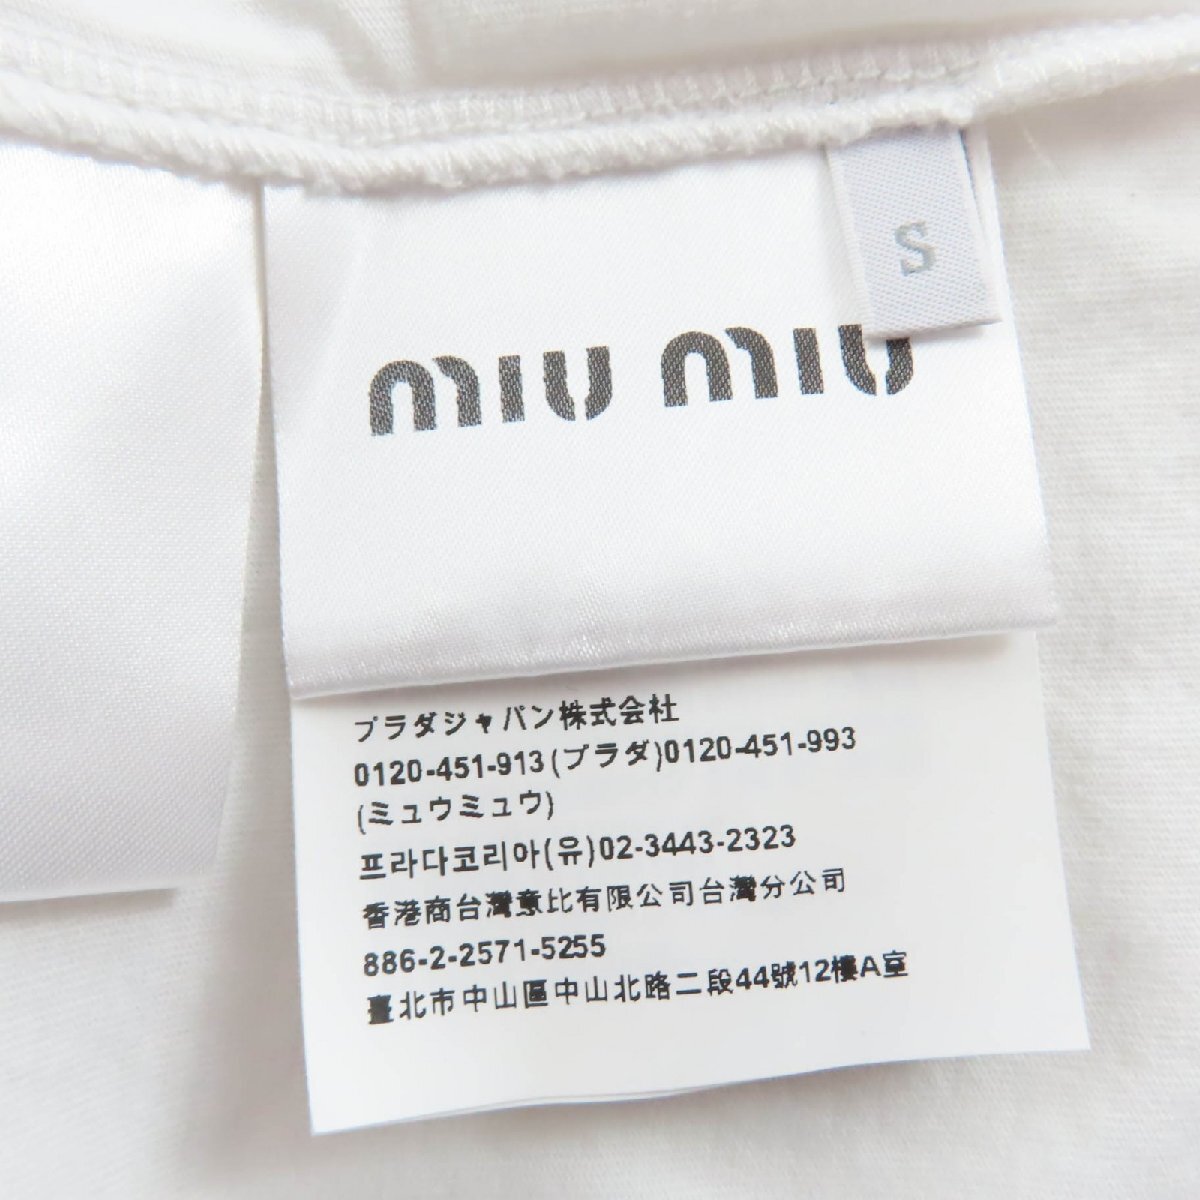 S
miu miu
プラダジャパン株式会社
0120-451-913(プラダ)0120-451-993
(ミュウミュウ)
프라다코리아(유)02-3443-2323
香港商台灣意比有限公司台灣分公司
886-2-2571-5255
臺北市中山區中山北路二段44號12樓A室